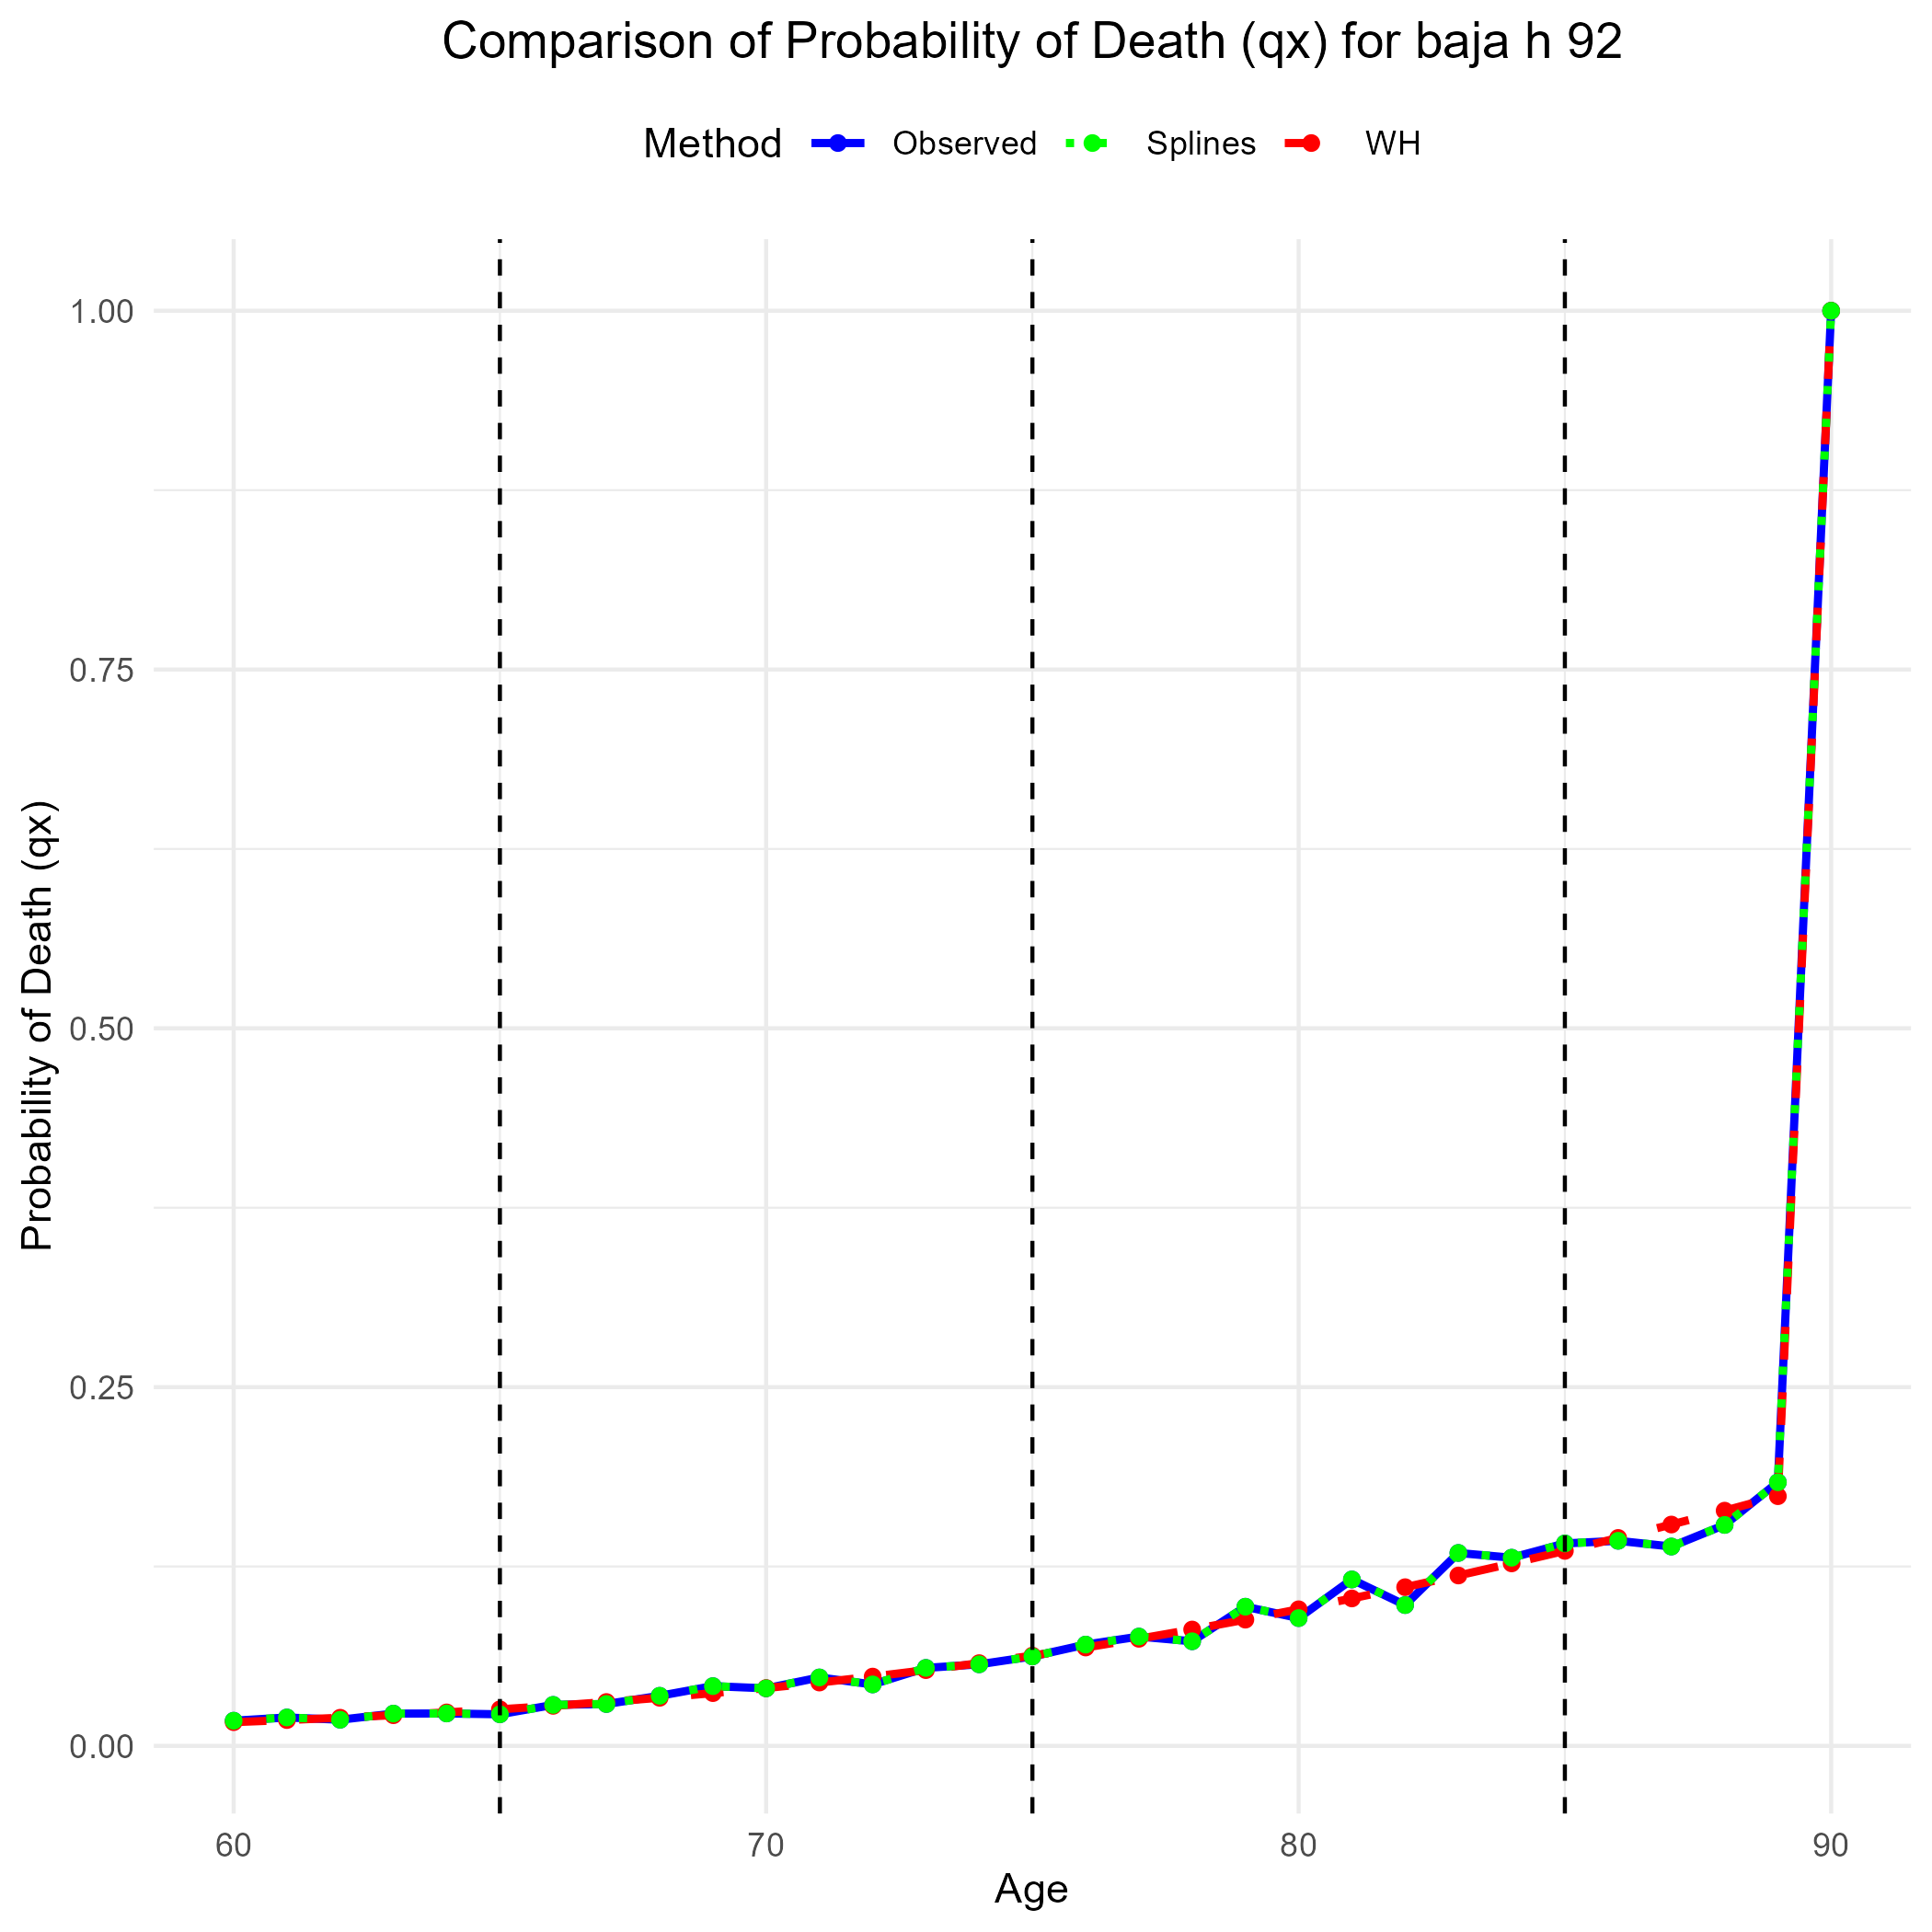 Comparison of Probability of Death (qx) for baja h 92
Method Observed Splines WH
1.00
0.75
0.50
0.25
0.00
Probability of Death (qx)
60 70 80 90
Age